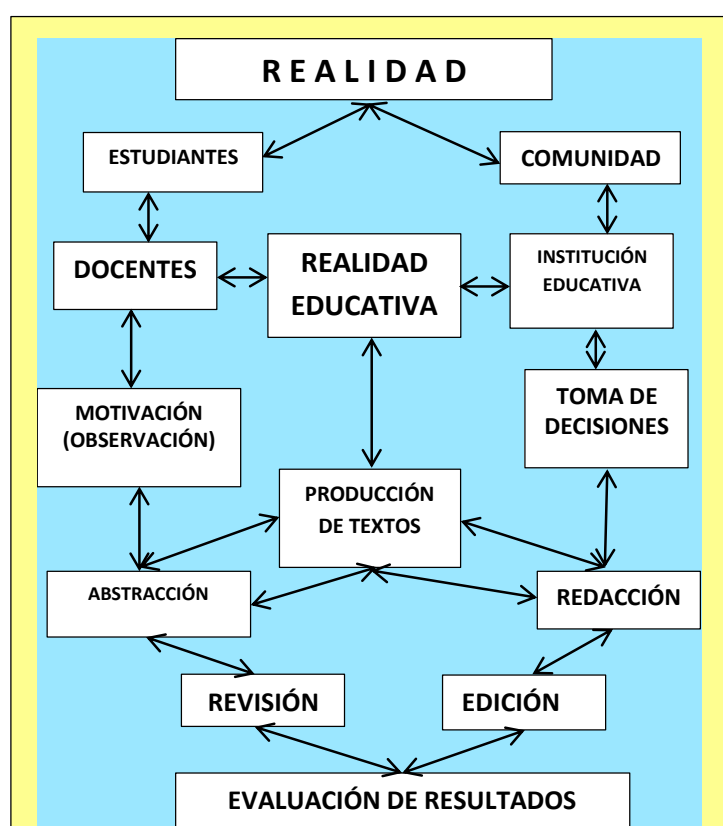 R E A L I D A D
ESTUDIANTES
COMUNIDAD
DOCENTES
REALIDAD
EDUCATIVA
INSTITUCIÓN
EDUCATIVA
MOTIVACIÓN
(OBSERVACIÓN)
TOMA DE
DECISIONES
PRODUCCIÓN
DE TEXTOS
ABSTRACCIÓN
REDACCIÓN
REVISIÓN
EDICIÓN
EVALUACIÓN DE RESULTADOS